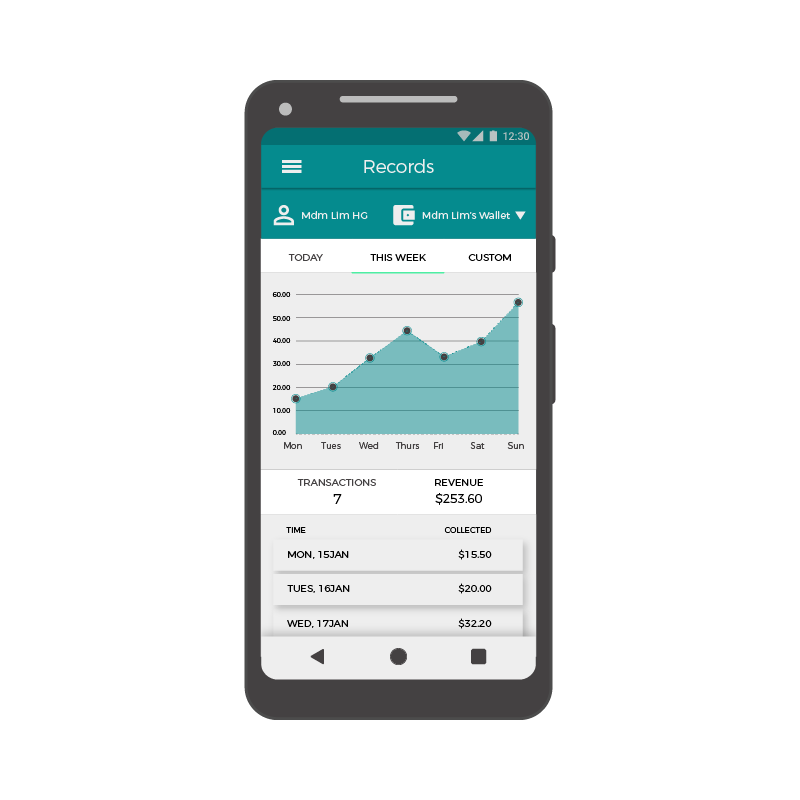 12:30
Records
Mdm Lim HG Mdm Lim's Wallet
TODAY THIS WEEK CUSTOM
60.00
50.00
40.00
30.00
20.00
10.00
0.00
Mon Tues Wed Thurs Fri Sat Sun
TRANSACTIONS REVENUE
7 $253.60
TIME COLLECTED
MON, 15JAN $15.50
TUES, 16JAN $20.00
WED, 17JAN $32.20